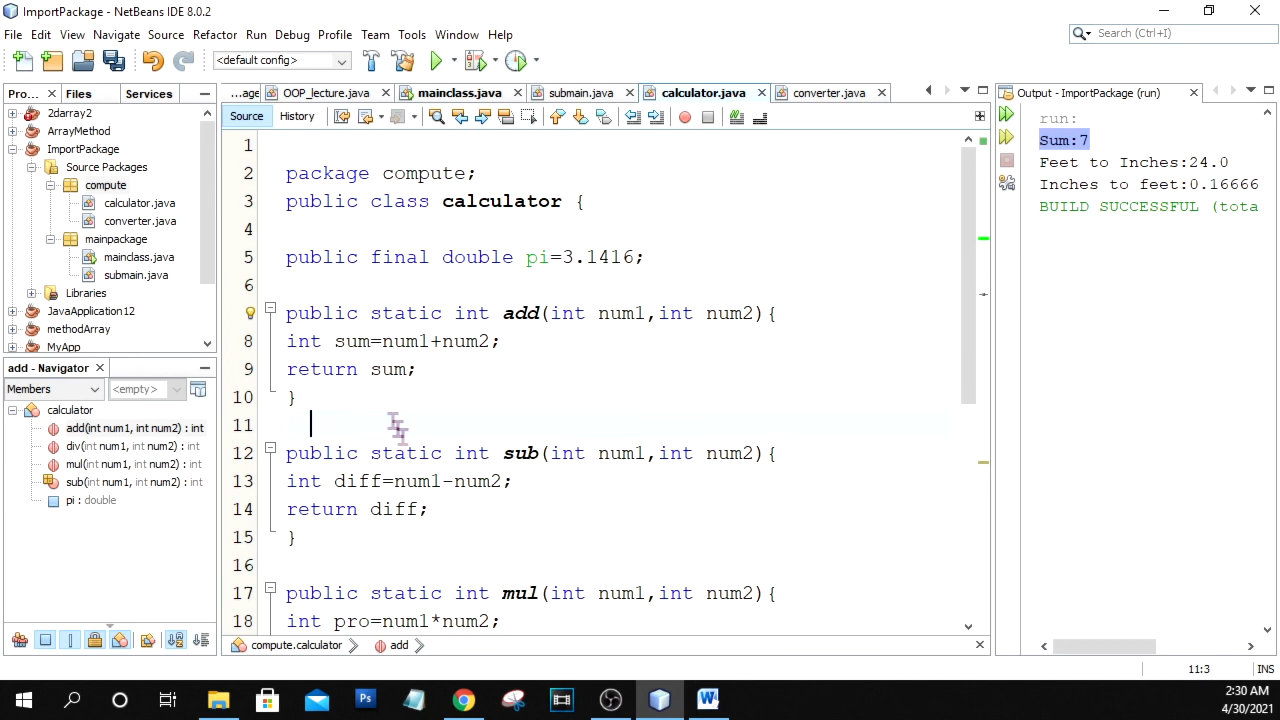 ImportPackage - NetBeans IDE 8.0.2
File Edit View Navigate Source Refactor Run Debug Profile Team Tools Window Help
Search (Ctrl+I)
<default config>
Pro... Files Services
...age OOP_lecture.java mainclass.java submain.java calculator.java converter.java
Output - ImportPackage (run)
2darray2
ArrayMethod
ImportPackage
Source Packages
compute
calculator.java
converter.java
mainpackage
mainclass.java
submain.java
Libraries
JavaApplication12
methodArray
MyApp
add - Navigator
Members <empty>
calculator
add(int num1, int num2) : int
div(int num1, int num2) : int
mul(int num1, int num2) : int
sub(int num1, int num2) : int
pi : double
Source History
1
2 package compute;
3 public class calculator {
4
5 public final double pi=3.1416;
6
public static int add(int num1,int num2){
8 int sum=num1+num2;
9 return sum;
10 }
11
12 public static int sub(int num1,int num2){
13 int diff=num1-num2;
14 return diff;
15 }
16
17 public static int mul(int num1,int num2){
18 int pro=num1*num2;
compute.calculator add
run:
Sum:7
Feet to Inches:24.0
Inches to feet:0.16666
BUILD SUCCESSFUL (tota
11:3 INS
2:30 AM
4/30/2021